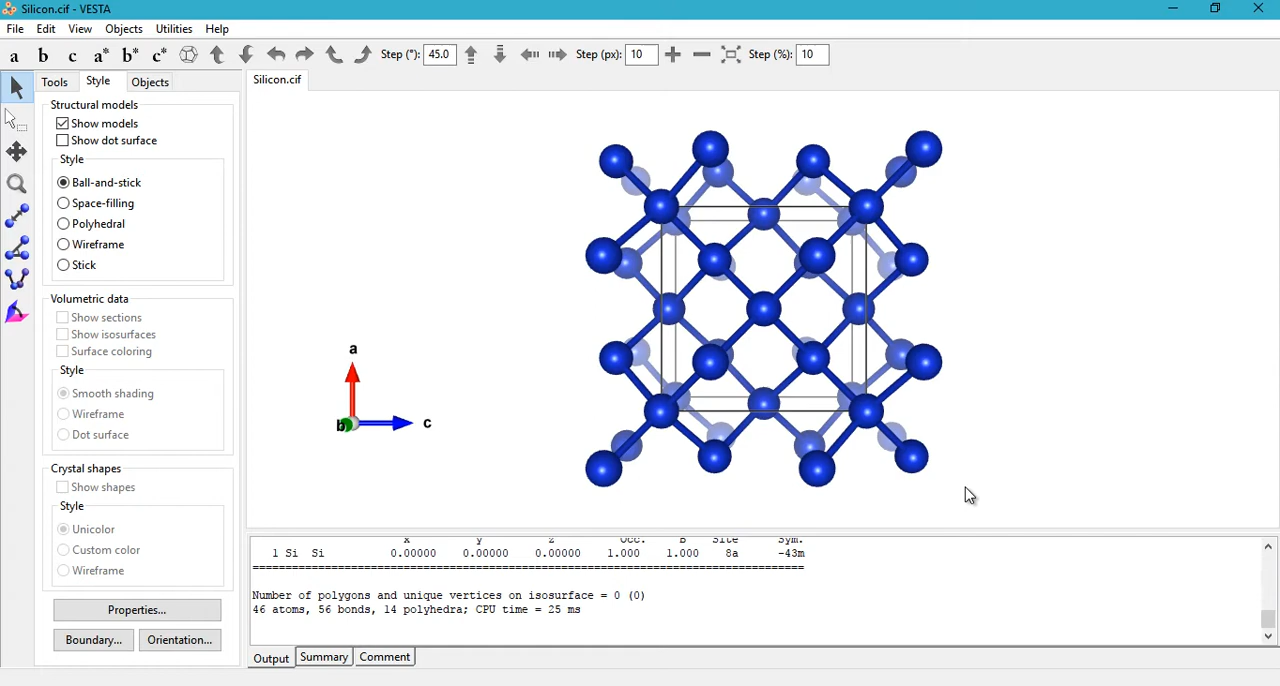 Silicon.cif - VESTA
File Edit View Objects Utilities Help
a b c a* b* c* Step (°): 45.0 Step (px): 10 Step (%): 10
Tools Style Objects
Silicon.cif
Structural models
Show models
Show dot surface
Style
Ball-and-stick
Space-filling
Polyhedral
Wireframe
Stick
Volumetric data
Show sections
Show isosurfaces
Surface coloring
Style
Smooth shading
Wireframe
Dot surface
Crystal shapes
Show shapes
Style
Unicolor
Custom color
Wireframe
Properties...
Boundary... Orientation...
a
b c
x y z Occ. B Site Sym.
1 Si Si 0.00000 0.00000 0.00000 1.000 1.000 8a -43m
==============================================================================
Number of polygons and unique vertices on isosurface = 0 (0)
46 atoms, 56 bonds, 14 polyhedra; CPU time = 25 ms
Output Summary Comment